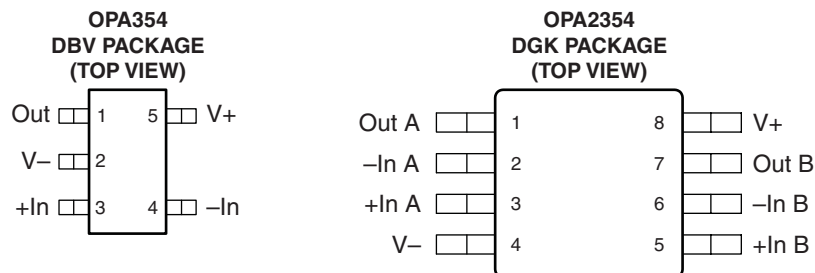 OPA354
DBV PACKAGE
(TOP VIEW)
Out 1 5 V+
V– 2
+In 3 4 –In
OPA2354
DGK PACKAGE
(TOP VIEW)
Out A 1 8 V+
–In A 2 7 Out B
+In A 3 6 –In B
V– 4 5 +In B